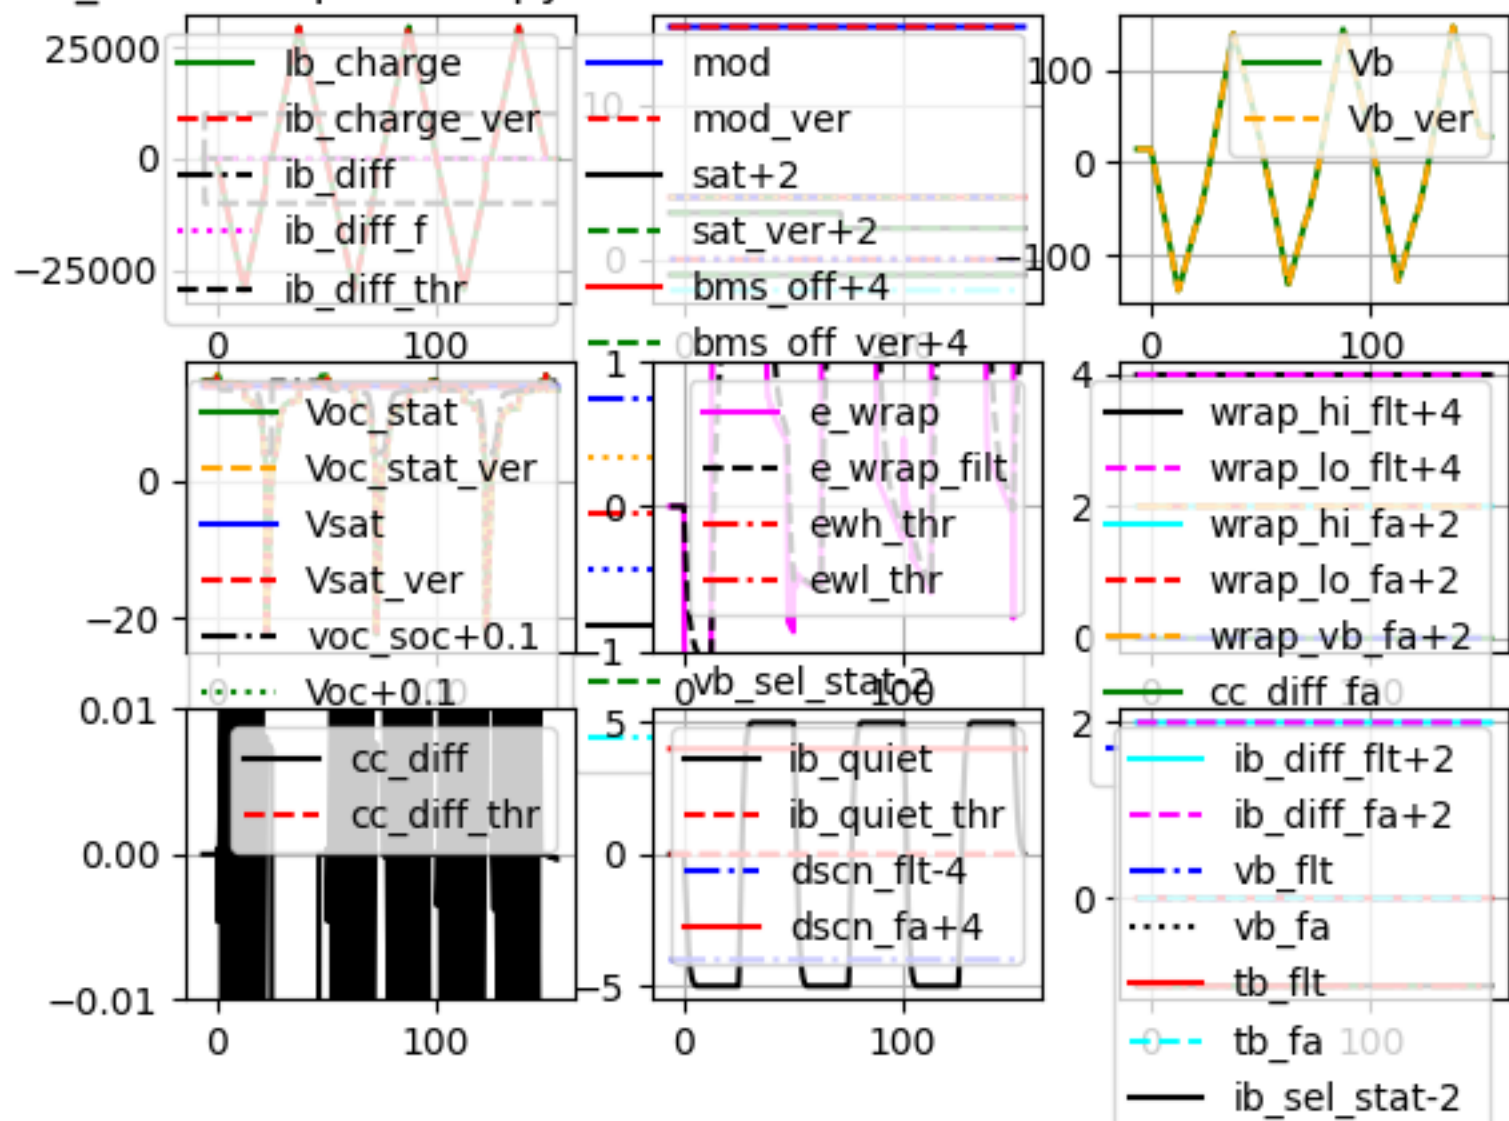 25000
0
−25000
Ib_charge
ib_charge_ver
ib_diff
ib_diff_f
ib_diff_thr
0 100
10
0
mod
mod_ver
sat+2
sat_ver+2
bms_off+4
bms_off_ver+4
vb_sel_stat-2
100
0
−100
Vb
Vb_ver
0 100
0
−20
Voc_stat
Voc_stat_ver
Vsat
Vsat_ver
voc_soc+0.1
Voc+0.1
0 100
1
0
−1
e_wrap
e_wrap_filt
ewh_thr
ewl_thr
0 100
4
2
0
wrap_hi_flt+4
wrap_lo_flt+4
wrap_hi_fa+2
wrap_lo_fa+2
wrap_vb_fa+2
cc_diff_fa
0.01
0.00
−0.01
cc_diff
cc_diff_thr
0 100
5
0
−5
ib_quiet
ib_quiet_thr
dscn_flt-4
dscn_fa+4
0 100
2
0
ib_diff_flt+2
ib_diff_fa+2
vb_flt
vb_fa
tb_flt
tb_fa
ib_sel_stat-2
0 100